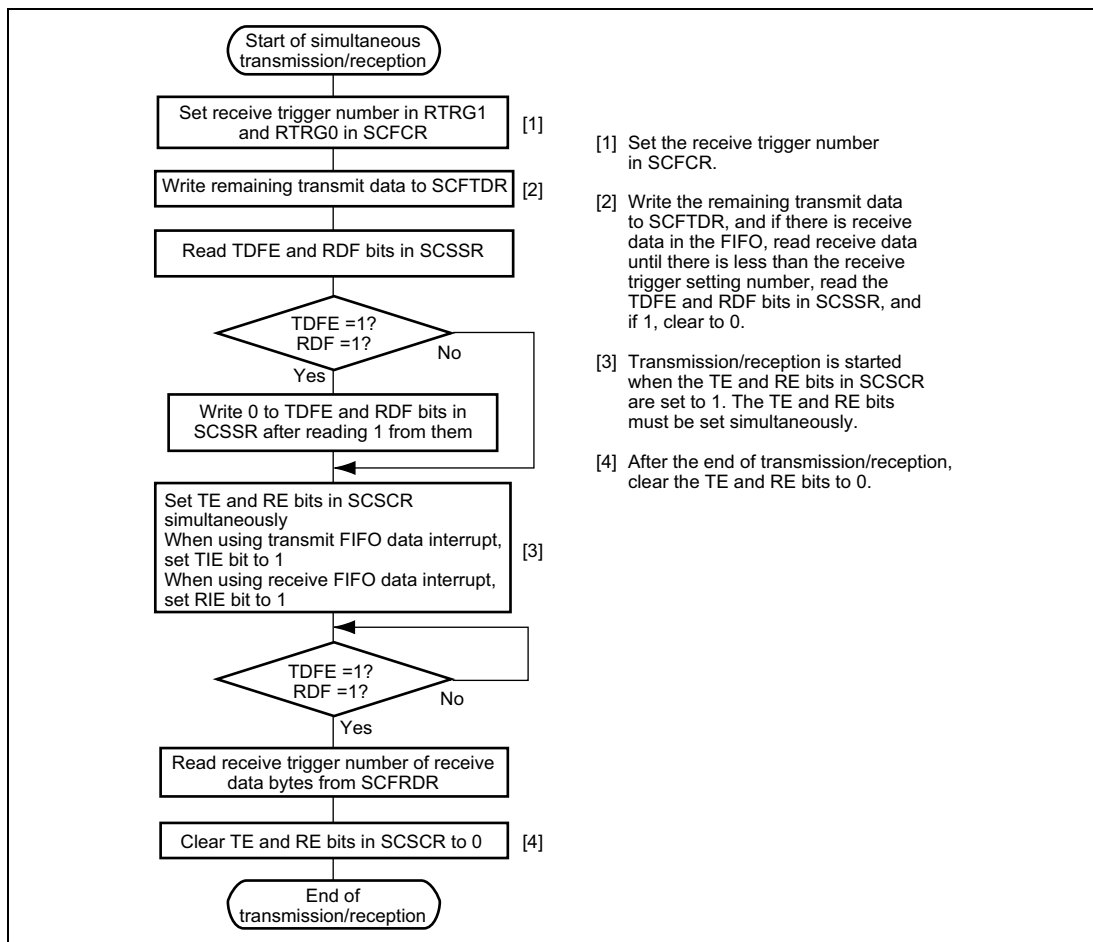 Start of simultaneous
transmission/reception
Set receive trigger number in RTRG1
and RTRG0 in SCFCR
[1]
Write remaining transmit data to SCFTDR
[2]
Read TDFE and RDF bits in SCSSR
TDFE =1?
RDF =1?
No
Yes
Write 0 to TDFE and RDF bits in
SCSSR after reading 1 from them
Set TE and RE bits in SCSCR
simultaneously
When using transmit FIFO data interrupt,
set TIE bit to 1
When using receive FIFO data interrupt,
set RIE bit to 1
[3]
TDFE =1?
RDF =1?
No
Yes
Read receive trigger number of receive
data bytes from SCFRDR
Clear TE and RE bits in SCSCR to 0
[4]
End of
transmission/reception
[1] Set the receive trigger number
in SCFCR.
[2] Write the remaining transmit data
to SCFTDR, and if there is receive
data in the FIFO, read receive data
until there is less than the receive
trigger setting number, read the
TDFE and RDF bits in SCSSR, and
if 1, clear to 0.
[3] Transmission/reception is started
when the TE and RE bits in SCSCR
are set to 1. The TE and RE bits
must be set simultaneously.
[4] After the end of transmission/reception,
clear the TE and RE bits to 0.